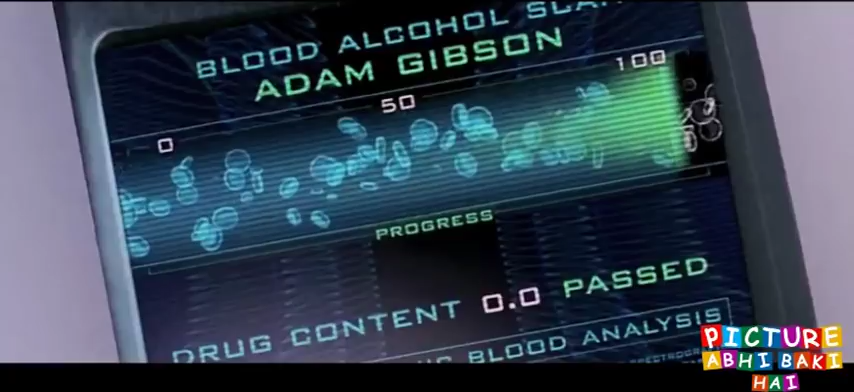 BLOOD ALCOHOL
ADAM GIBSON
0 50 100
PROGRESS
DRUG CONTENT 0.0 PASSED
BLOOD ANALYSIS
PICTURE
ABHI BAKI
HAI